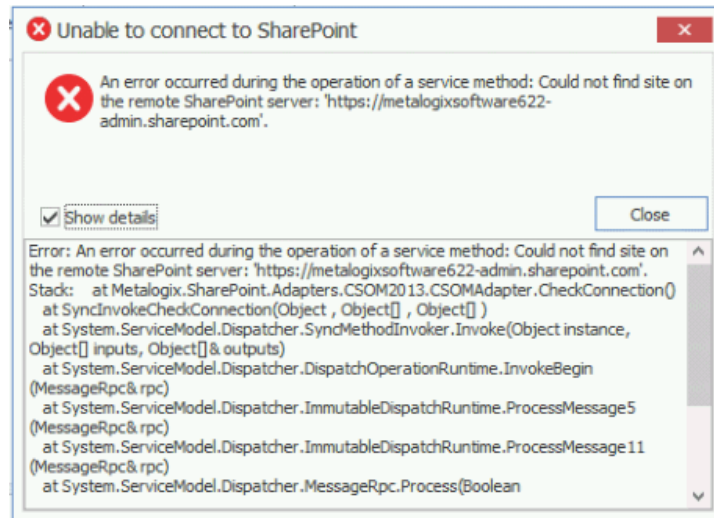 Unable to connect to SharePoint
An error occurred during the operation of a service method: Could not find site on
the remote SharePoint server: 'https://metalogixsoftware622-
admin.sharepoint.com'.
Show details
Close
Error: An error occurred during the operation of a service method: Could not find site on
the remote SharePoint server: 'https://metalogixsoftware622-admin.sharepoint.com'.
Stack: at Metalogix.SharePoint.Adapters.CSOM2013.CSOMAdapter.CheckConnection()
at SyncInvokeCheckConnection(Object , Object[] , Object[] )
at System.ServiceModel.Dispatcher.SyncMethodInvoker.Invoke(Object instance,
Object[] inputs, Object[]& outputs)
at System.ServiceModel.Dispatcher.DispatchOperationRuntime.InvokeBegin
(MessageRpc& rpc)
at System.ServiceModel.Dispatcher.ImmutableDispatchRuntime.ProcessMessage5
(MessageRpc& rpc)
at System.ServiceModel.Dispatcher.ImmutableDispatchRuntime.ProcessMessage11
(MessageRpc& rpc)
at System.ServiceModel.Dispatcher.MessageRpc.Process(Boolean